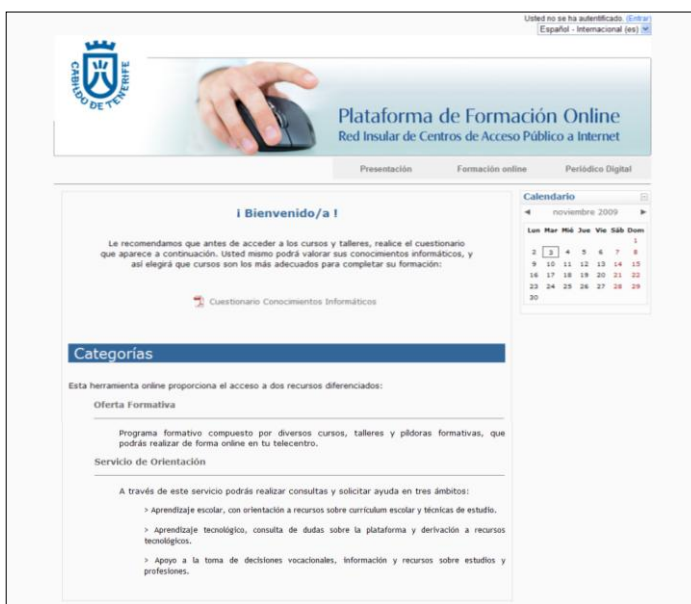 Usted no se ha autentificado. (Entrar)
Español - Internacional (es)
CABILDO DE TENERIFE
Plataforma de Formación Online
Red Insular de Centros de Acceso Público a Internet
Presentación Formación online Periódico Digital
¡ Bienvenido/a !
Le recomendamos que antes de acceder a los cursos y talleres, realice el cuestionario
que aparece a continuación. Usted mismo podrá valorar sus conocimientos informáticos, y
así elegirá que cursos son los más adecuados para completar su formación:
Cuestionario Conocimientos Informáticos
Calendario
◄ noviembre 2009 ►
Lun Mar Mié Jue Vie Sáb Dom
1
2 3 4 5 6 7 8
9 10 11 12 13 14 15
16 17 18 19 20 21 22
23 24 25 26 27 28 29
30
Categorías
Esta herramienta online proporciona el acceso a dos recursos diferenciados:
Oferta Formativa
Programa formativo compuesto por diversos cursos, talleres y píldoras formativas, que
podrás realizar de forma online en tu telecentro.
Servicio de Orientación
A través de este servicio podrás realizar consultas y solicitar ayuda en tres ámbitos:
> Aprendizaje escolar, con orientación a recursos sobre currículum escolar y técnicas de estudio.
> Aprendizaje tecnológico, consulta de dudas sobre la plataforma y derivación a recursos
tecnológicos.
> Apoyo a la toma de decisiones vocacionales, información y recursos sobre estudios y
profesiones.